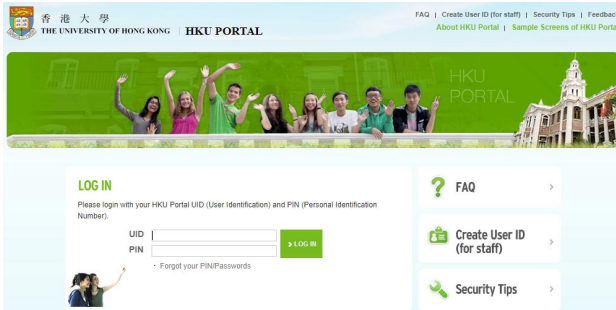 香港大學
THE UNIVERSITY OF HONG KONG | HKU PORTAL
FAQ | Create User ID (for staff) | Security Tips | Feedbac
About HKU Portal | Sample Screens of HKU Porta
HKU
PORTAL
LOG IN
Please login with your HKU Portal UID (User Identification) and PIN (Personal Identification
Number).
UID
PIN
> LOG IN
• Forgot your PIN/Passwords
? FAQ >
Create User ID
(for staff) >
Security Tips >